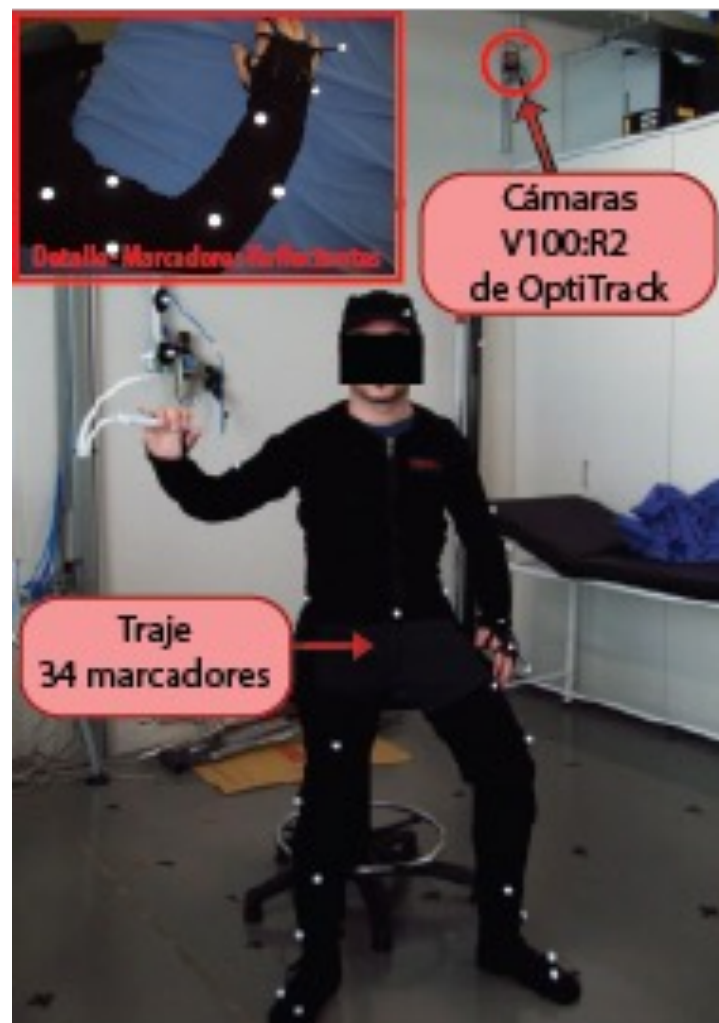 Detalle- Marcadores Reflectantes
Cámaras
V100:R2
de OptiTrack
Traje
34 marcadores